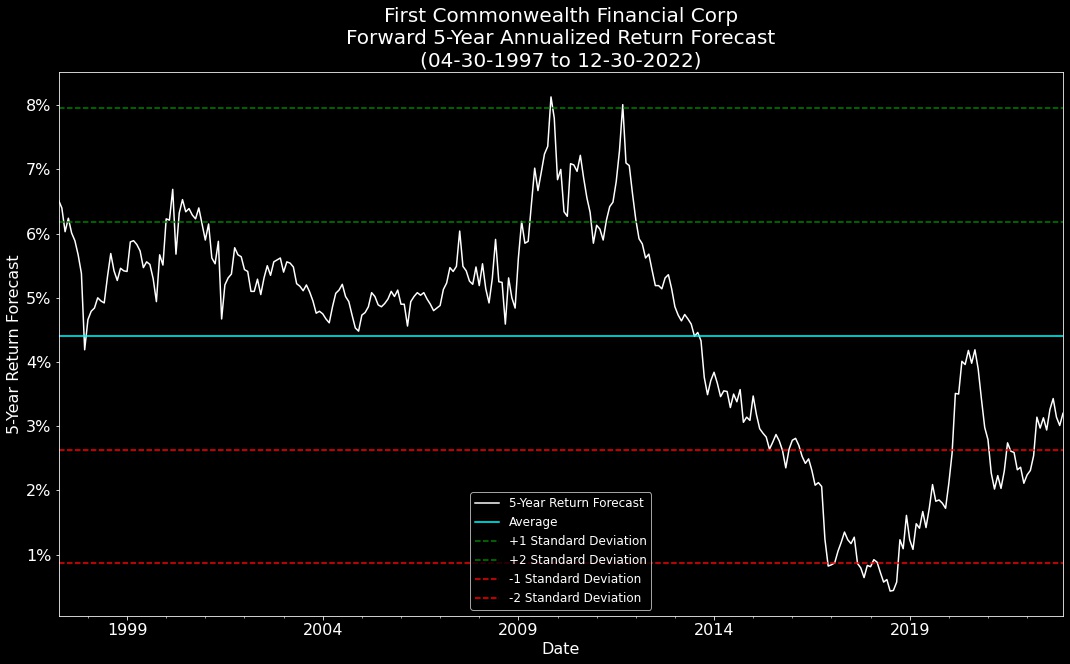 First Commonwealth Financial Corp
Forward 5-Year Annualized Return Forecast
(04-30-1997 to 12-30-2022)
5-Year Return Forecast
8%
7%
6%
5%
4%
3%
2%
1%
5-Year Return Forecast
Average
+1 Standard Deviation
+2 Standard Deviation
-1 Standard Deviation
-2 Standard Deviation
1999 2004 2009 2014 2019
Date